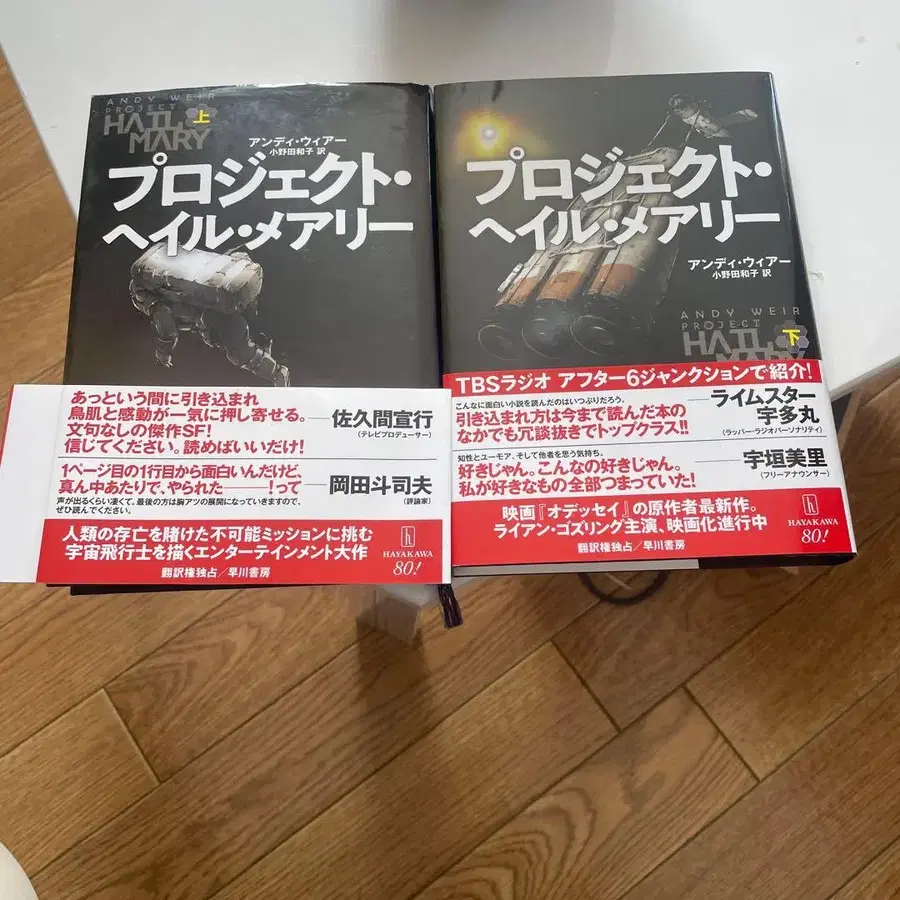 ANDY WEIR
PROJECT
HAIL
MARY
上
アンディ・ウィアー
小野田和子 訳
プロジェクト・
ヘイル・メアリー
あっという間に引き込まれ
鳥肌と感動が一気に押し寄せる。
文句なしの傑作SF!
信じてください。読めばいいだけ!
佐久間宣行
(テレビプロデューサー)
1ページ目の1行目から面白いんだけど、
真ん中あたりで、やられた――!って
声が出るくらい凄くて、最後の方は胸アツの展開になっていきますので、
ぜひ読んでください。
岡田斗司夫
(評論家)
人類の存亡を賭けた不可能ミッションに挑む
宇宙飛行士を描くエンターテインメント大作
翻訳権独占/早川書房
h
HAYAKAWA
80!
プロジェクト・
ヘイル・メアリー
アンディ・ウィアー
小野田和子 訳
ANDY WEIR
PROJECT
HAIL
MARY
下
TBSラジオ アフター6ジャンクションで紹介!
こんなに面白い小説を読んだのはいつぶりだろう。
引き込まれ方は今まで読んだ本の
なかでも冗談抜きでトップクラス!!
ライムスター
宇多丸
(ラッパー・ラジオパーソナリティ)
知性とユーモア、そして他者を思う気持ち。
好きじゃん。こんなの好きじゃん。
私が好きなもの全部つまっていた!
宇垣美里
(フリーアナウンサー)
映画『オデッセイ』の原作者最新作。
ライアン・ゴズリング主演、映画化進行中
翻訳権独占/早川書房
h
HAYAKAWA
80!